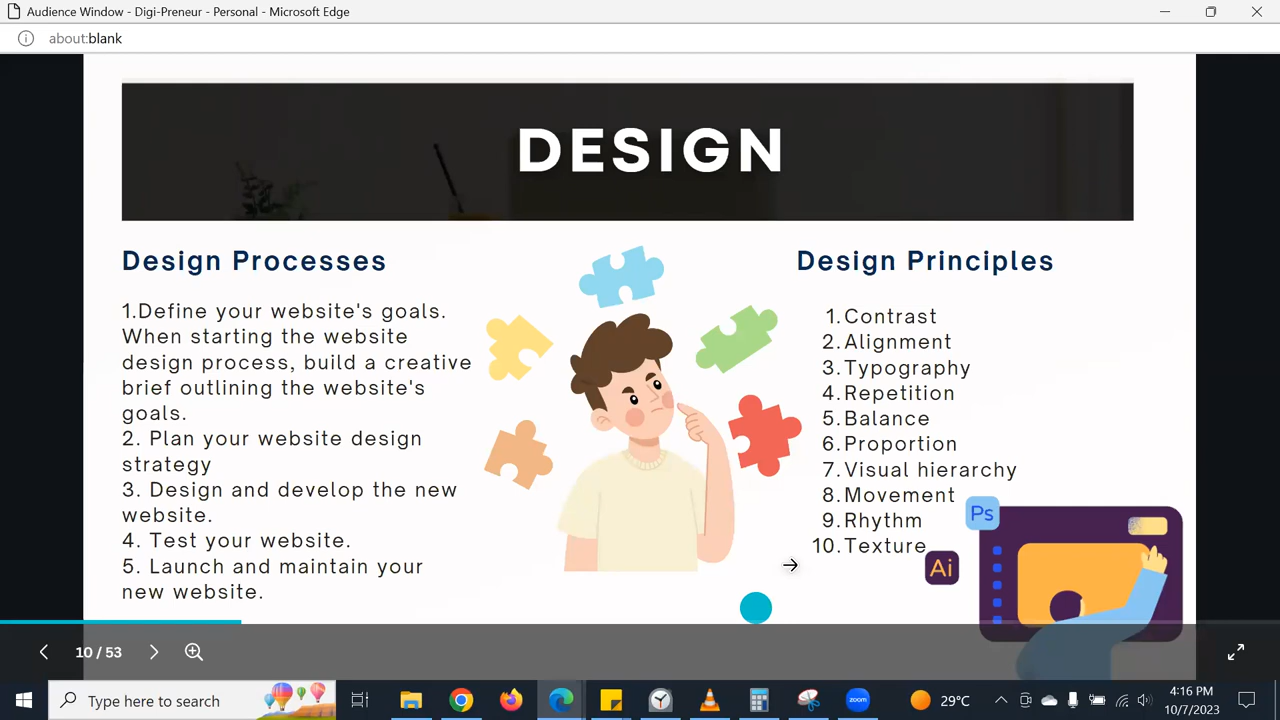 Audience Window - Digi-Preneur - Personal - Microsoft Edge
about:blank
DESIGN
Design Processes
1.Define your website's goals.
When starting the website
design process, build a creative
brief outlining the website's
goals.
2. Plan your website design
strategy
3. Design and develop the new
website.
4. Test your website.
5. Launch and maintain your
new website.
Design Principles
1.Contrast
2.Alignment
3.Typography
4.Repetition
5.Balance
6.Proportion
7.Visual hierarchy
8.Movement
9.Rhythm
10.Texture
Ps
Ai
10 / 53
Type here to search
zoom
29°C
4:16 PM
10/7/2023